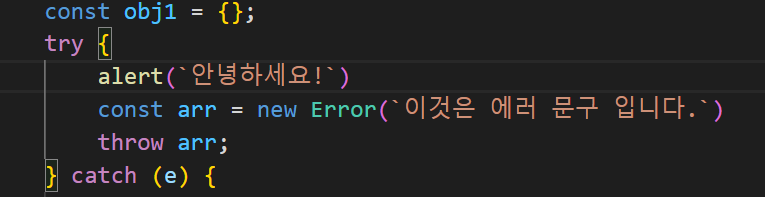 const obj1 = {};
try {
alert(`안녕하세요!`)
const arr = new Error(`이것은 에러 문구 입니다.`)
throw arr;
} catch (e) {